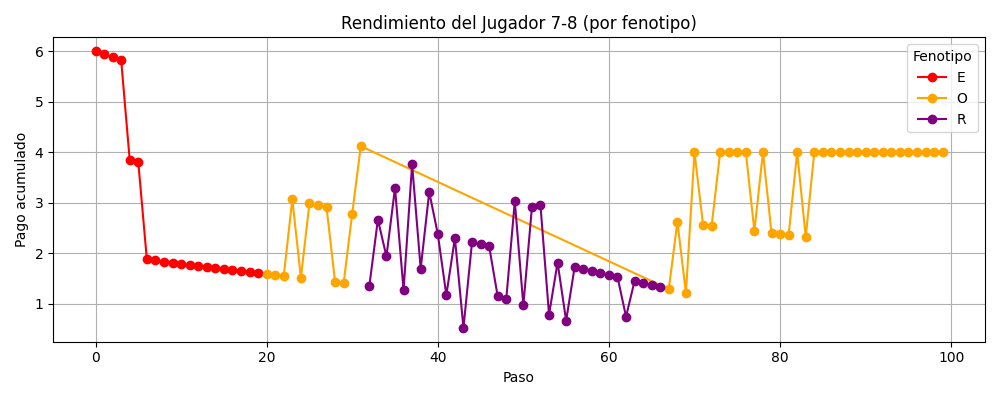 Rendimiento del Jugador 7-8 (por fenotipo)
Pago acumulado
6
5
4
3
2
1
0
20
40
60
80
100
Paso
Fenotipo
E
O
R